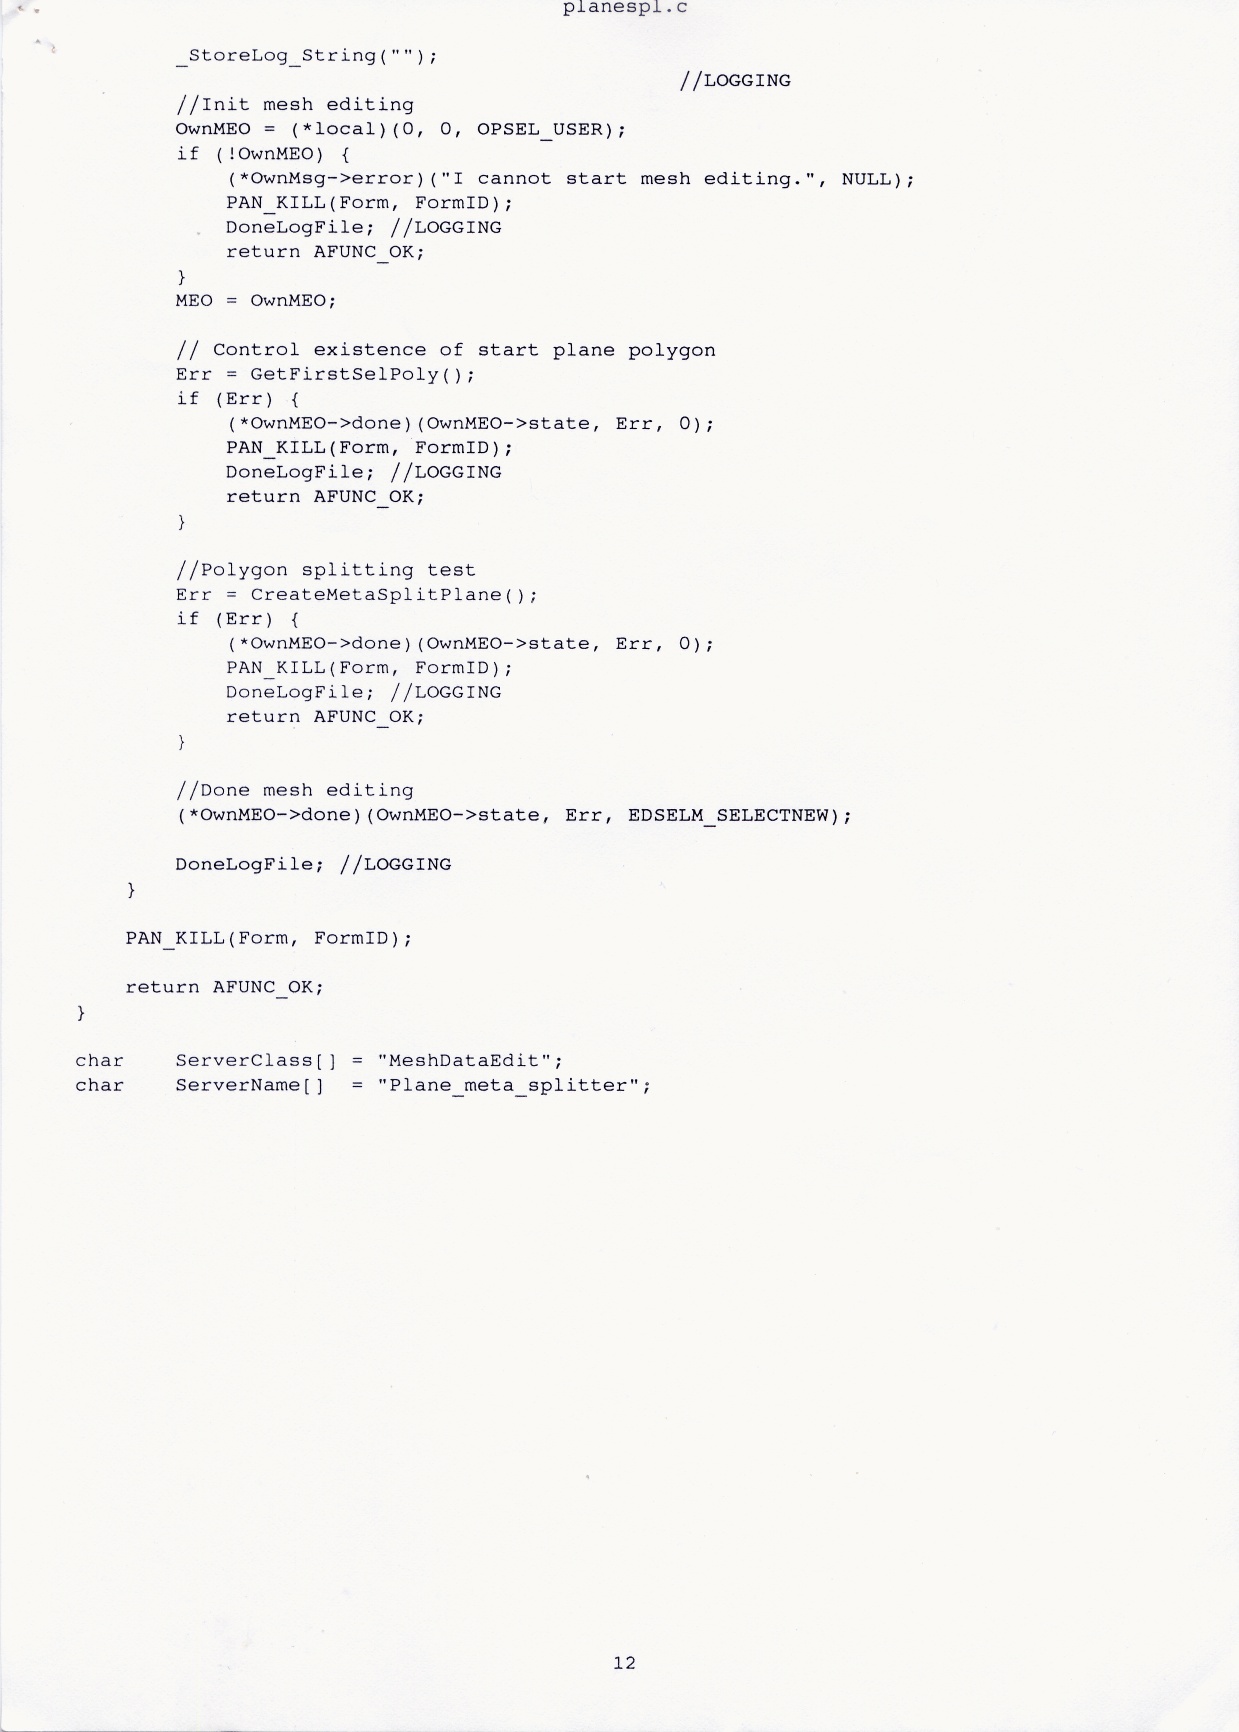 planespl.c
_StoreLog_String("");
//LOGGING
//Init mesh editing
OwnMEO = (*local)(0, 0, OPSEL_USER);
if (!OwnMEO) {
(*OwnMsg->error)("I cannot start mesh editing.", NULL);
PAN_KILL(Form, FormID);
DoneLogFile; //LOGGING
return AFUNC_OK;
}
MEO = OwnMEO;
// Control existence of start plane polygon
Err = GetFirstSelPoly();
if (Err) {
(*OwnMEO->done)(OwnMEO->state, Err, 0);
PAN_KILL(Form, FormID);
DoneLogFile; //LOGGING
return AFUNC_OK;
}
//Polygon splitting test
Err = CreateMetaSplitPlane();
if (Err) {
(*OwnMEO->done)(OwnMEO->state, Err, 0);
PAN_KILL(Form, FormID);
DoneLogFile; //LOGGING
return AFUNC_OK;
}
//Done mesh editing
(*OwnMEO->done)(OwnMEO->state, Err, EDSELM_SELECTNEW);
DoneLogFile; //LOGGING
}
PAN_KILL(Form, FormID);
return AFUNC_OK;
}
char ServerClass[] = "MeshDataEdit";
char ServerName[] = "Plane_meta_splitter";
12